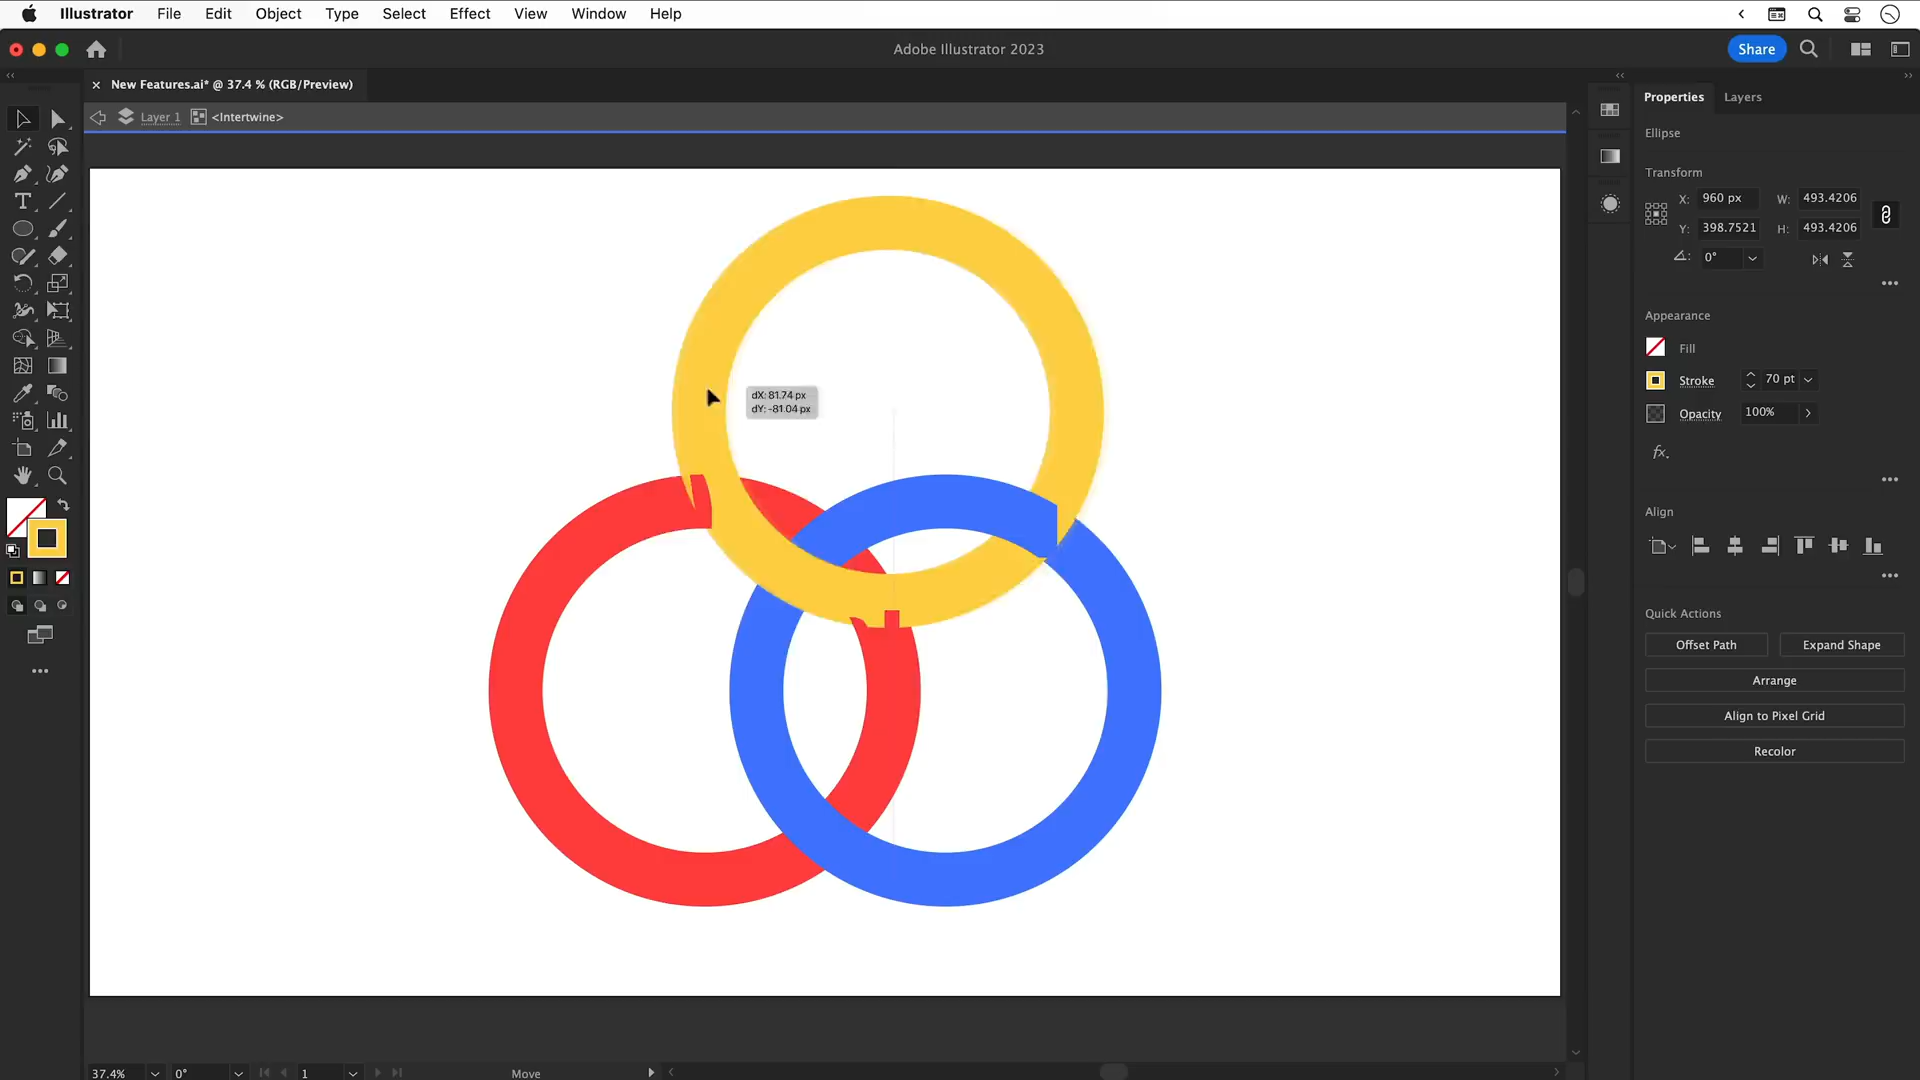 Illustrator File Edit Object Type Select Effect View Window Help
Adobe Illustrator 2023
Share
× New Features.ai* @ 37.4 % (RGB/Preview)
Layer 1 <Intertwine>
dX: 81.74 px
dY: -81.04 px
Properties Layers
Ellipse
Transform
X: 960 px W: 493.4206
Y: 398.7521 H: 493.4206
0°
Appearance
Fill
Stroke 70 pt
Opacity 100%
fx.
Align
Quick Actions
Offset Path Expand Shape
Arrange
Align to Pixel Grid
Recolor
37.4% 0° 1 Move